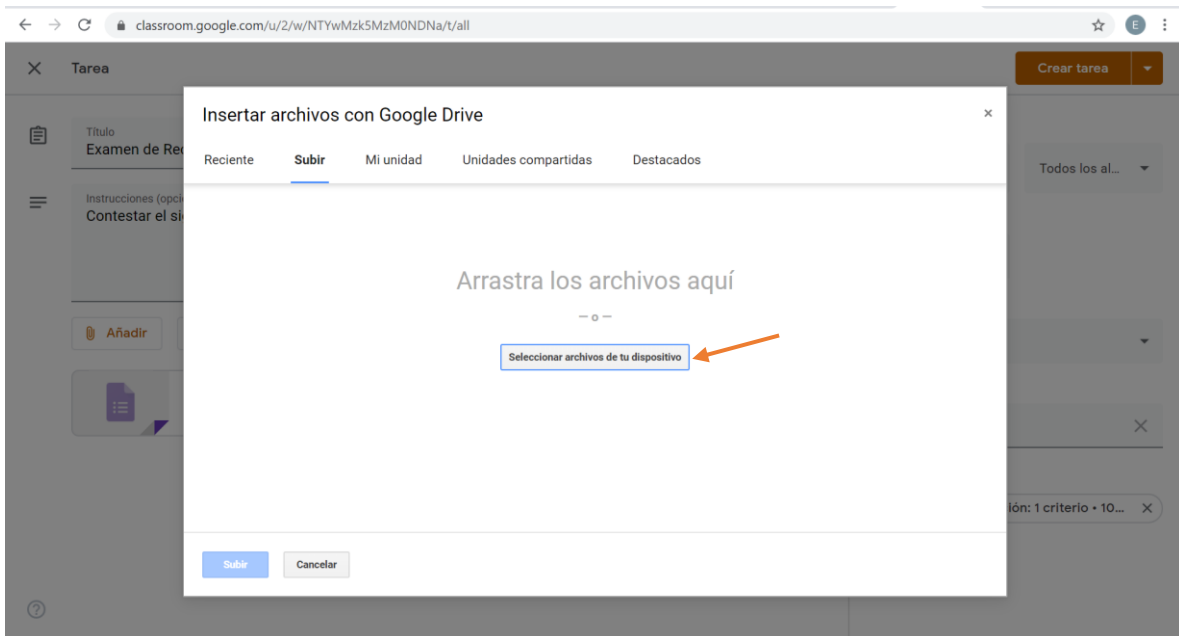 classroom.google.com/u/2/w/NTYwMzk5MzM0NDNa/t/all
E
Tarea
Crear tarea
Insertar archivos con Google Drive
Título
Examen de Rec
Reciente Subir Mi unidad Unidades compartidas Destacados
Todos los al...
Instrucciones (opci
Contestar el si
Arrastra los archivos aquí
– o –
Añadir
Seleccionar archivos de tu dispositivo
ión: 1 criterio • 10...
Subir Cancelar